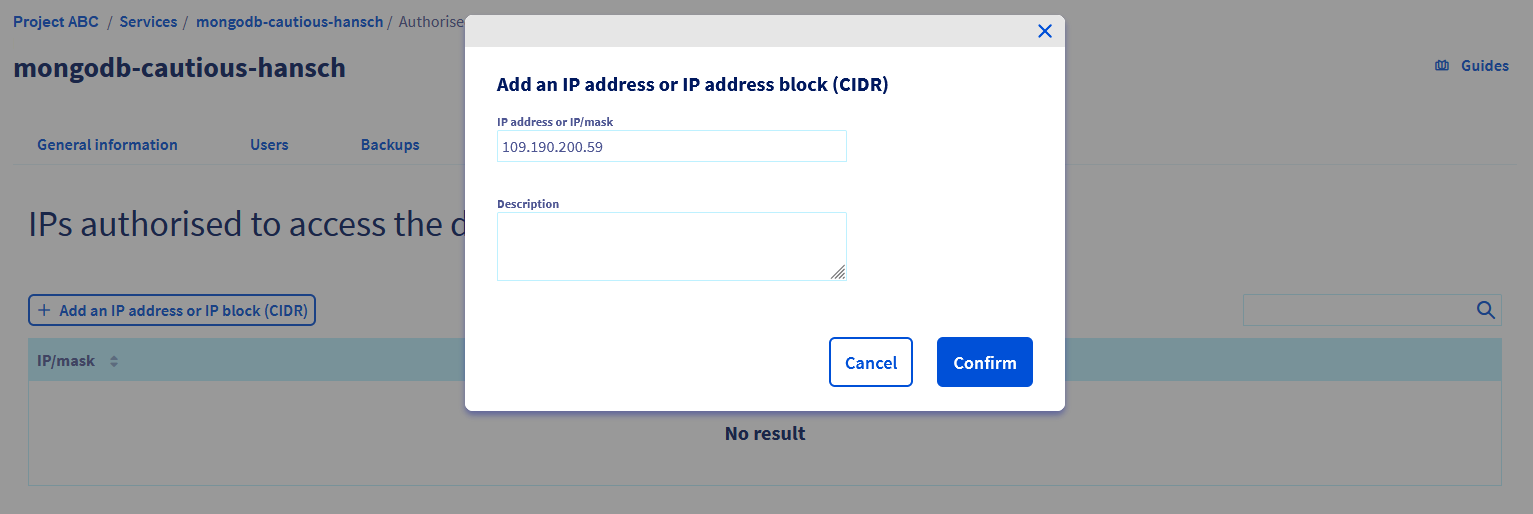 Project ABC / Services / mongodb-cautious-hansch / Authorise
mongodb-cautious-hansch
Guides
General information Users Backups
IPs authorised to access the d
+ Add an IP address or IP block (CIDR)
IP/mask
No result
Add an IP address or IP address block (CIDR)
IP address or IP/mask
109.190.200.59
Description
Cancel Confirm